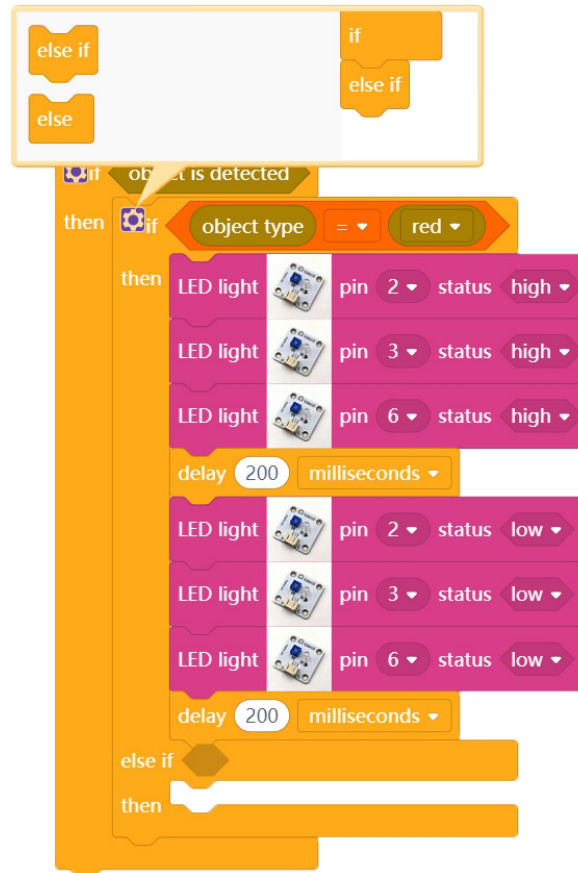 if
else if
else if
else
if object is detected
then if object type = red
then LED light pin 2 status high
LED light pin 3 status high
LED light pin 6 status high
delay 200 milliseconds
LED light pin 2 status low
LED light pin 3 status low
LED light pin 6 status low
delay 200 milliseconds
else if
then